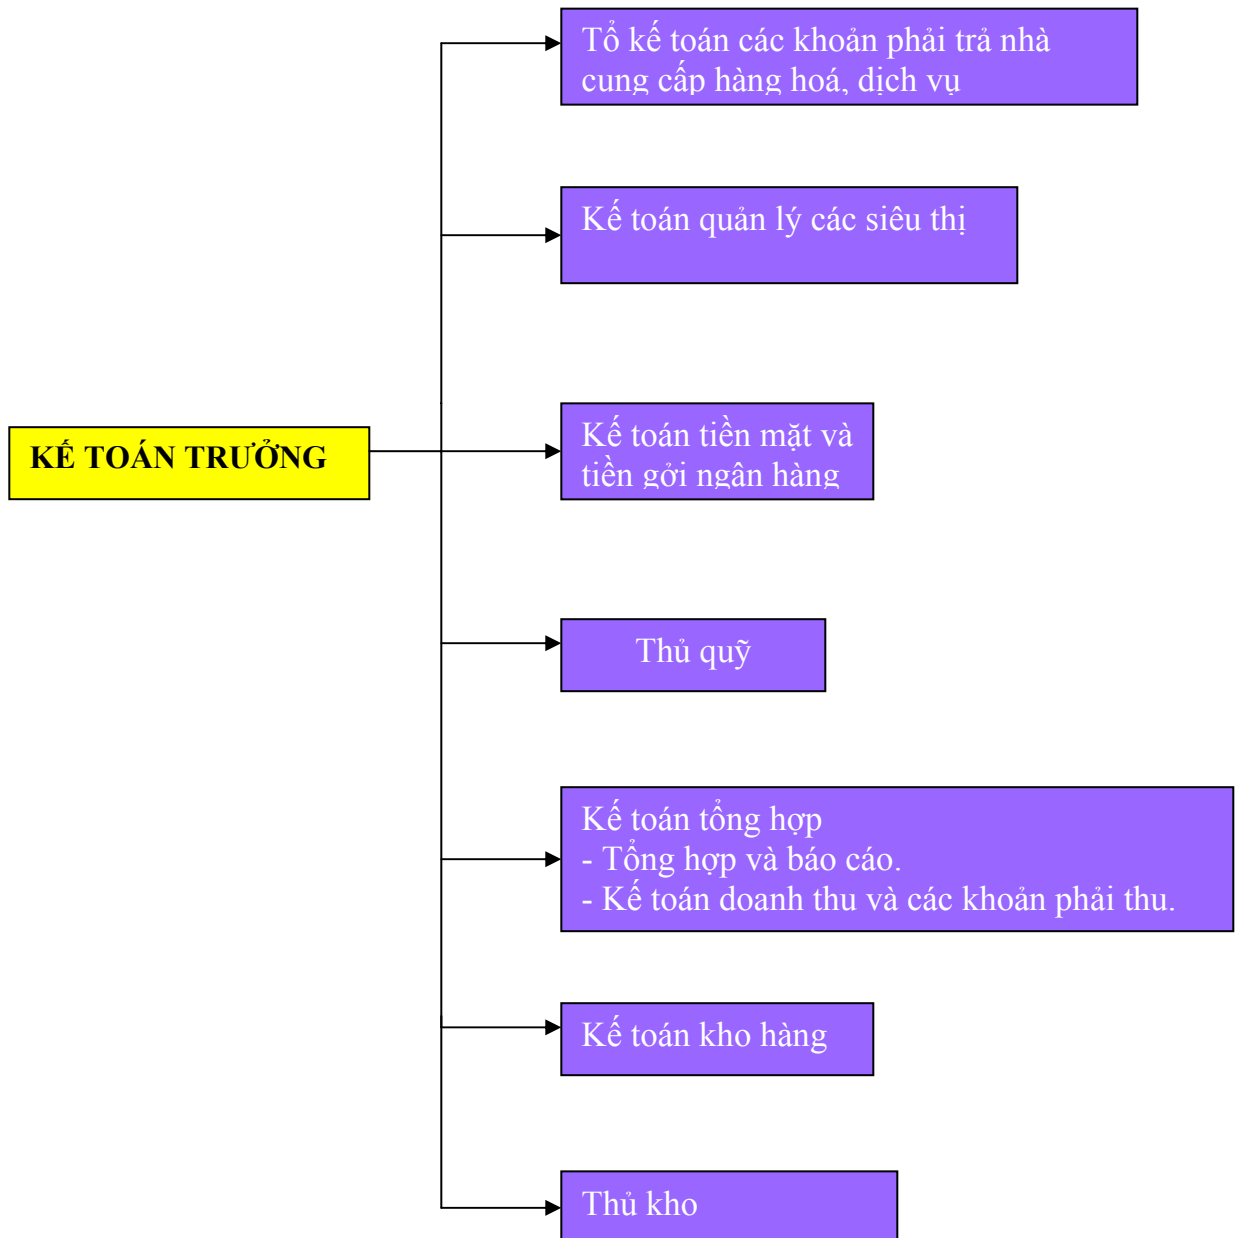 Tổ kế toán các khoản phải trả nhà
cung cấp hàng hoá, dịch vụ
Kế toán quản lý các siêu thị
KẾ TOÁN TRƯỞNG
Kế toán tiền mặt và
tiền gởi ngân hàng
Thủ quỹ
Kế toán tổng hợp
- Tổng hợp và báo cáo.
- Kế toán doanh thu và các khoản phải thu.
Kế toán kho hàng
Thủ kho